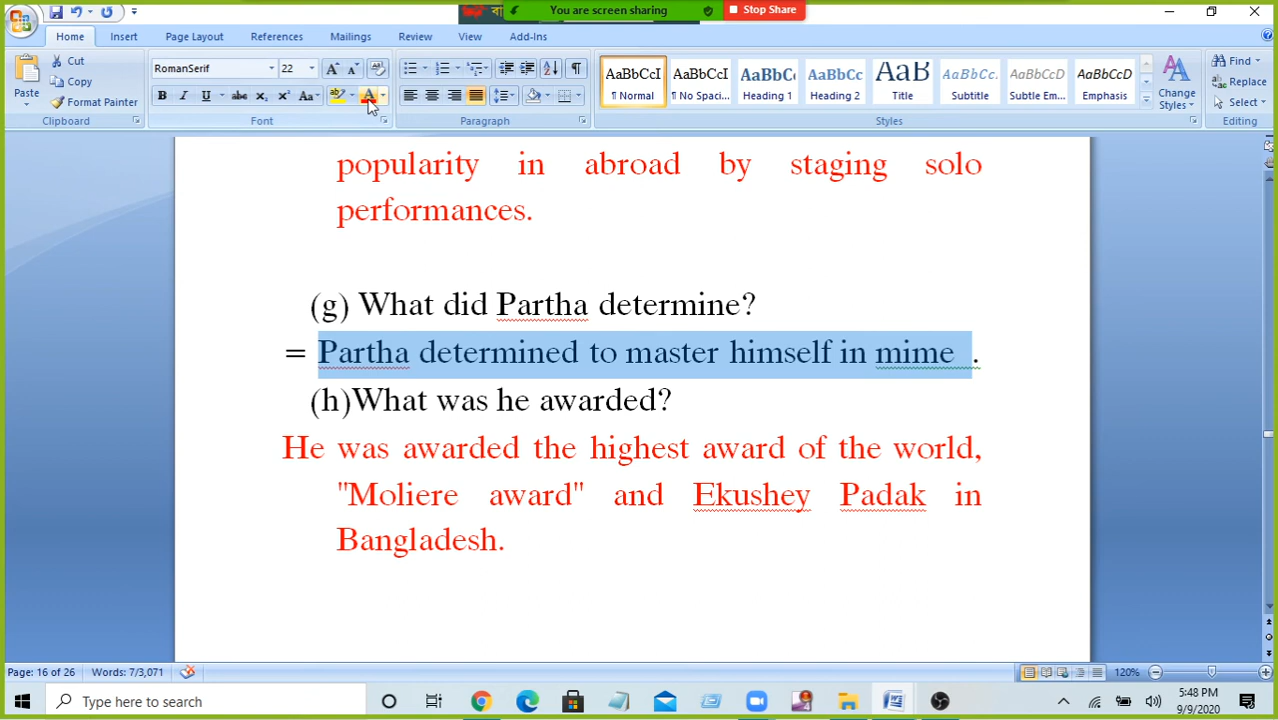 বা
You are screen sharing
Stop Share
Home Insert Page Layout References Mailings Review View Add-Ins
Paste
Cut
Copy
Format Painter
Clipboard
RomanSerif 22
Font
Paragraph
AaBbCcI AaBbCcI AaBbC AaBbCc AaB AaBbCcI AaBbCcI AaBbCcD
¶ Normal ¶ No Spaci... Heading 1 Heading 2 Title Subtitle Subtle Em... Emphasis
Change
Styles
Styles
Find
Replace
Select
Editing
popularity in abroad by staging solo
performances.
(g) What did Partha determine?
= Partha determined to master himself in mime .
(h)What was he awarded?
He was awarded the highest award of the world,
"Moliere award" and Ekushey Padak in
Bangladesh.
Page: 16 of 26 Words: 7/3,071
120%
Type here to search
5:48 PM
9/9/2020